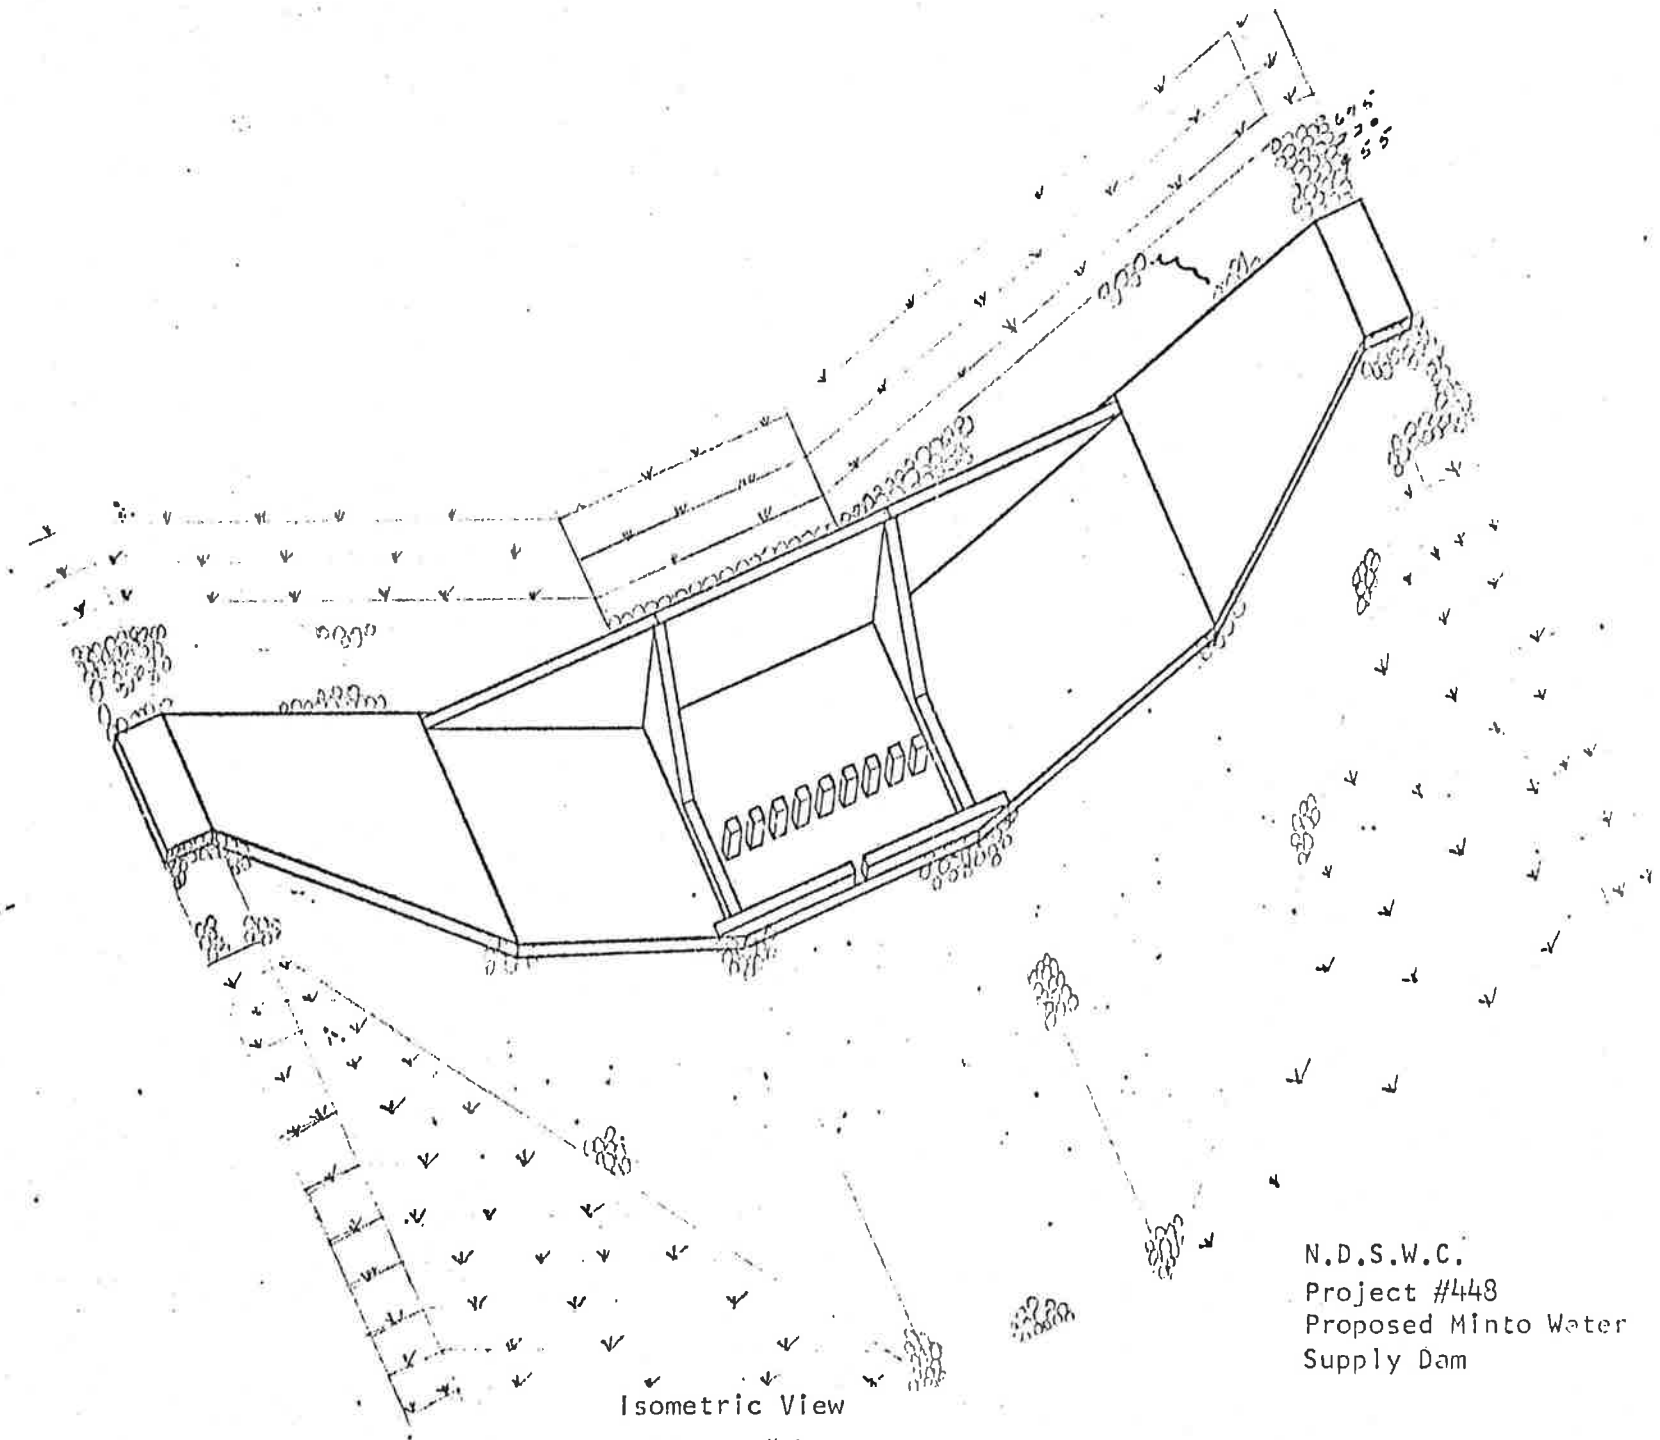 N.D.S.W.C.
Project #448
Proposed Minto Water
Supply Dam
Isometric View